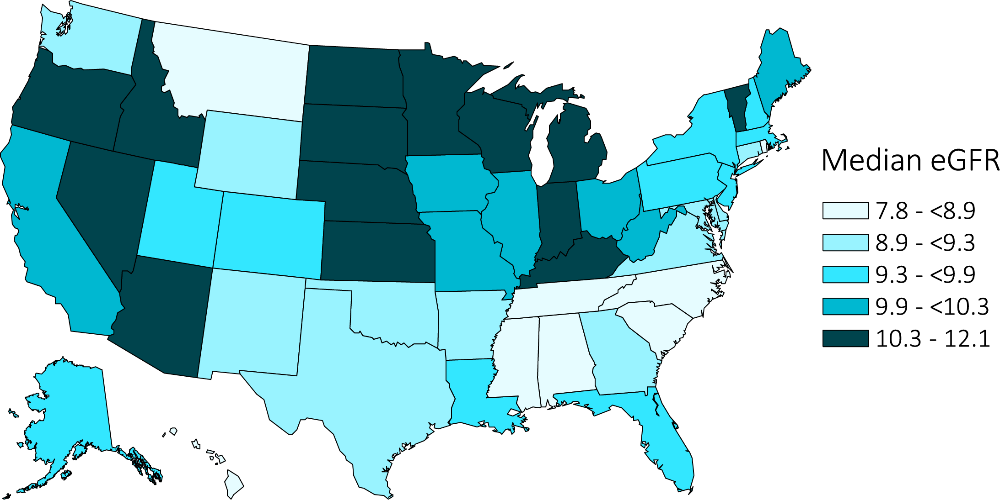 Median eGFR
7.8 - <8.9
8.9 - <9.3
9.3 - <9.9
9.9 - <10.3
10.3 - 12.1